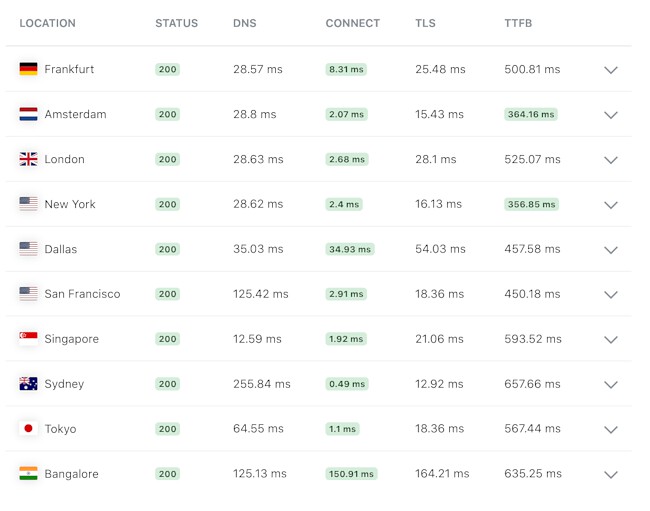 LOCATION STATUS DNS CONNECT TLS TTFB
Frankfurt 200 28.57 ms 8.31 ms 25.48 ms 500.81 ms
Amsterdam 200 28.8 ms 2.07 ms 15.43 ms 364.16 ms
London 200 28.63 ms 2.68 ms 28.1 ms 525.07 ms
New York 200 28.62 ms 2.4 ms 16.13 ms 356.85 ms
Dallas 200 35.03 ms 34.93 ms 54.03 ms 457.58 ms
San Francisco 200 125.42 ms 2.91 ms 18.36 ms 450.18 ms
Singapore 200 12.59 ms 1.92 ms 21.06 ms 593.52 ms
Sydney 200 255.84 ms 0.49 ms 12.92 ms 657.66 ms
Tokyo 200 64.55 ms 1.1 ms 18.36 ms 567.44 ms
Bangalore 200 125.13 ms 150.91 ms 164.21 ms 635.25 ms